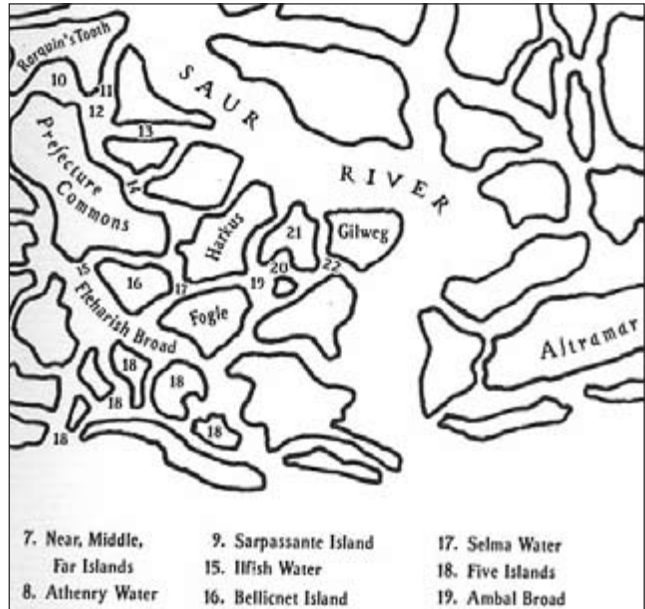 Rarquin's Tooth
10
11
12
SAUR
RIVER
13
14
Prefecture
Commons
Harkus
21
Gilweg
15
16
17
19
20
22
Fogle
Fleharish Broad
Altramar
18
18
18
18
18
7. Near, Middle,
Far Islands
8. Athenry Water
9. Sarpassante Island
15. Ilfish Water
16. Bellicnet Island
17. Selma Water
18. Five Islands
19. Ambal Broad